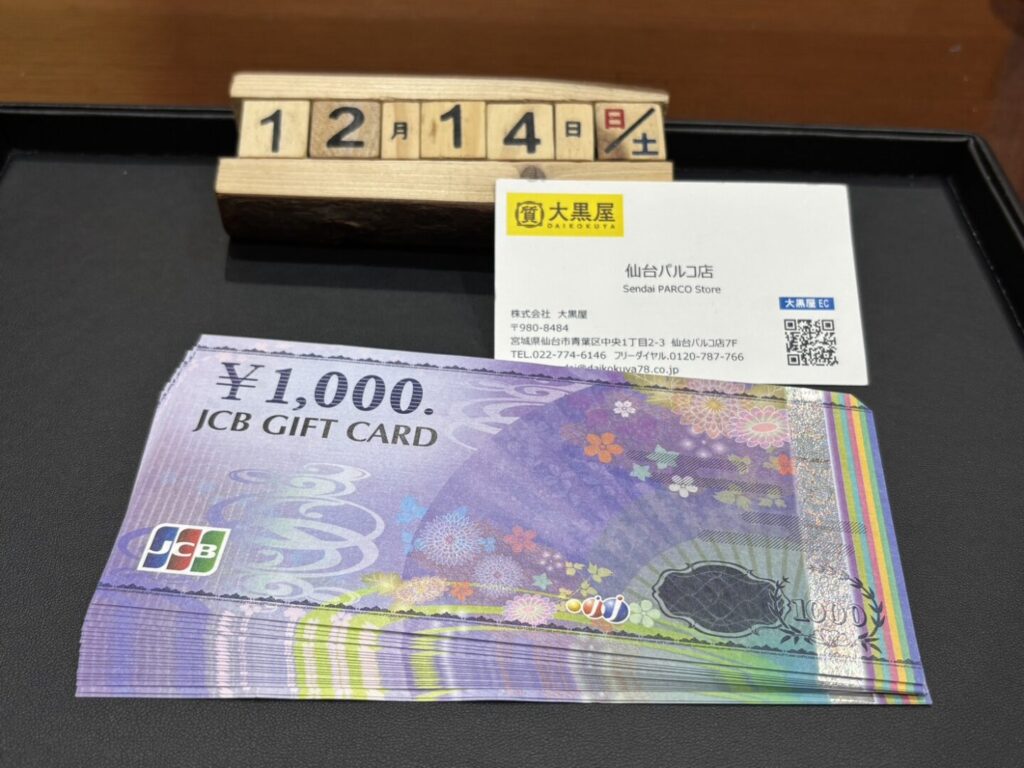 12月14日日/土
質 大黒屋
DAIKOKUYA
仙台パルコ店
Sendai PARCO Store
大黒屋 EC
株式会社 大黒屋
〒980-8484
宮城県仙台市青葉区中央1丁目2-3 仙台パルコ店7F
TEL.022-774-6146 フリーダイヤル.0120-787-766
@daikokuya78.co.jp
¥1,000.
JCB GIFT CARD
JCB
1000